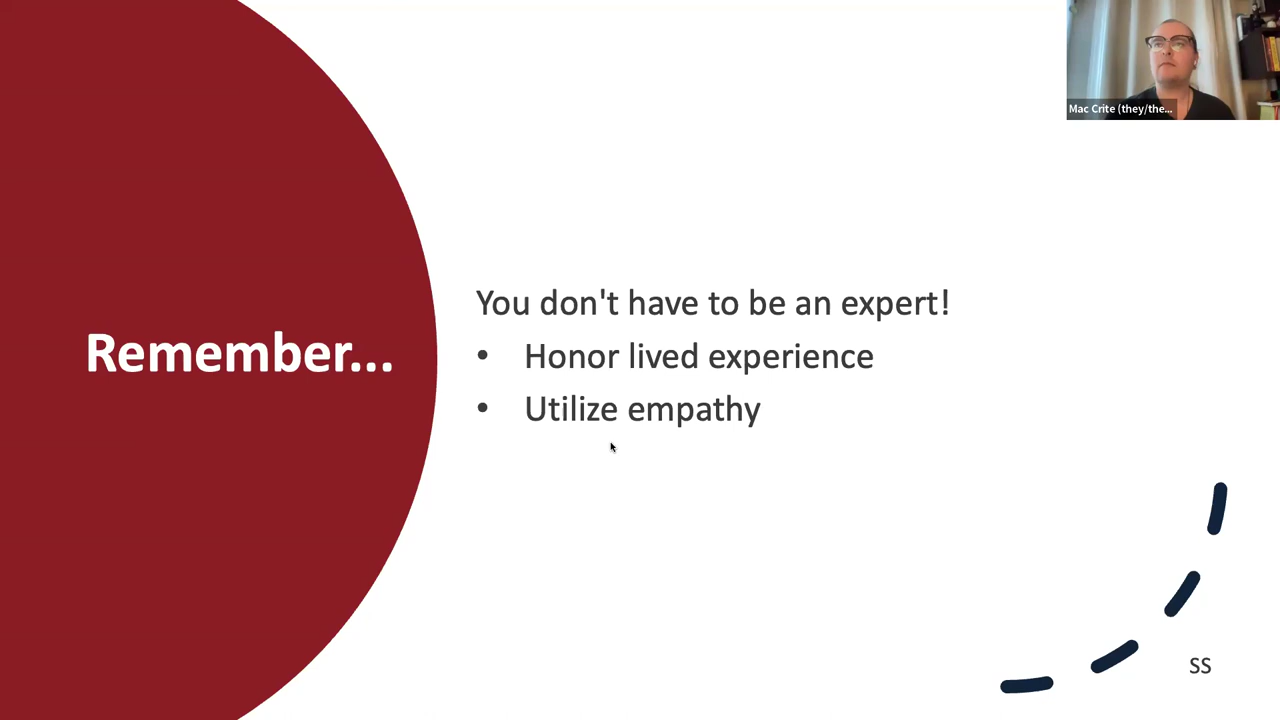 Mac Crite (they/the...
Remember...
You don't have to be an expert!
• Honor lived experience
• Utilize empathy
SS